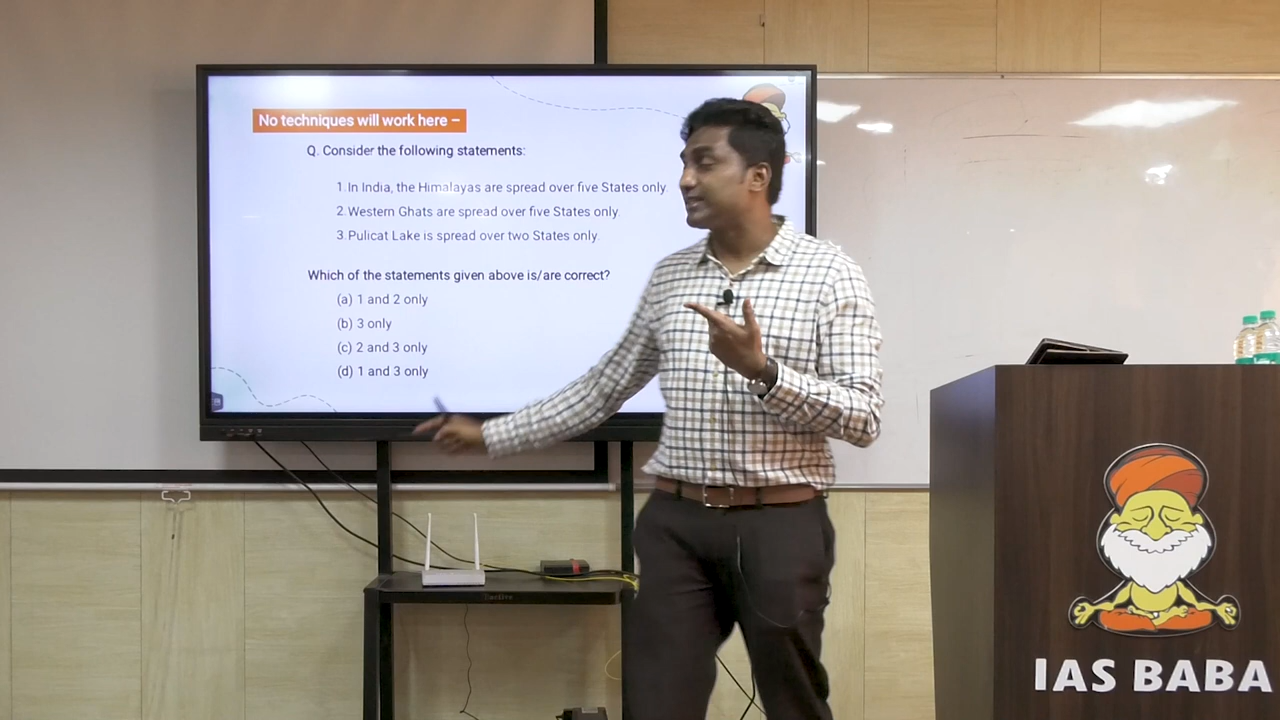 No techniques will work here –
Q. Consider the following statements:
1.In India, the Himalayas are spread over five States only.
2.Western Ghats are spread over five States only.
3.Pulicat Lake is spread over two States only.
Which of the statements given above is/are correct?
(a) 1 and 2 only
(b) 3 only
(c) 2 and 3 only
(d) 1 and 3 only
IAS BABA